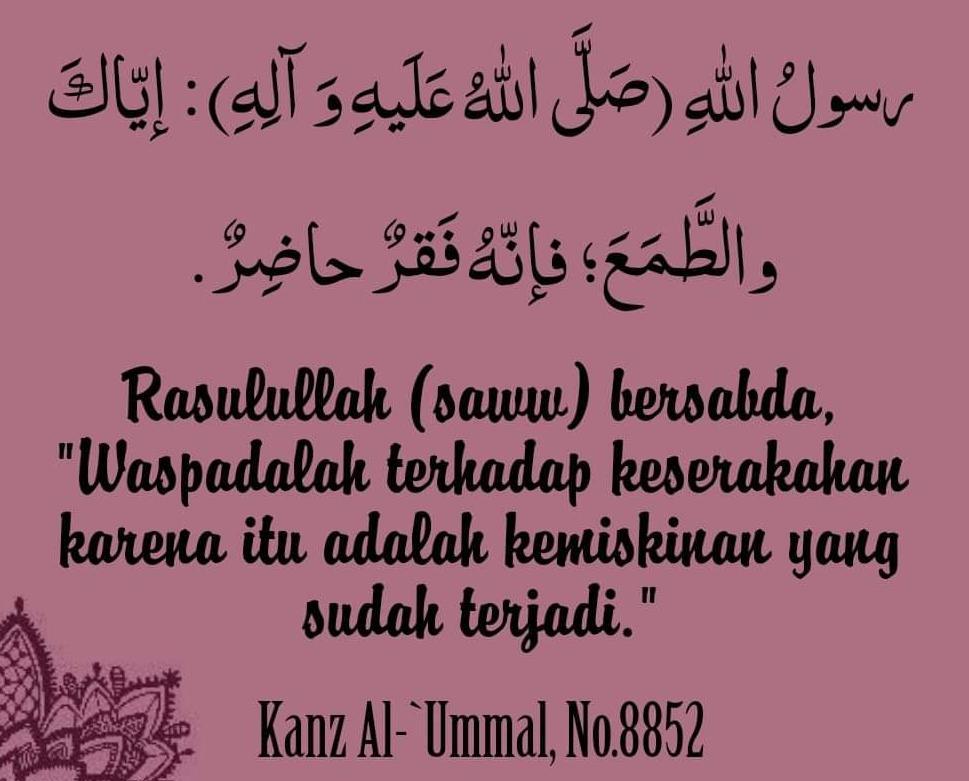 رسولُ اللهِ (صَلَّى اللهُ عَلَيهِ وَ آلِهِ): إيّاكَ
والطَّمَعَ؛ فإنّهُ فَقرٌ حاضِرٌ.
Rasulullah (saww) bersabda,
"Waspadalah terhadap keserakahan
karena itu adalah kemiskinan yang
sudah terjadi."
Kanz Al-`Ummal, No.8852